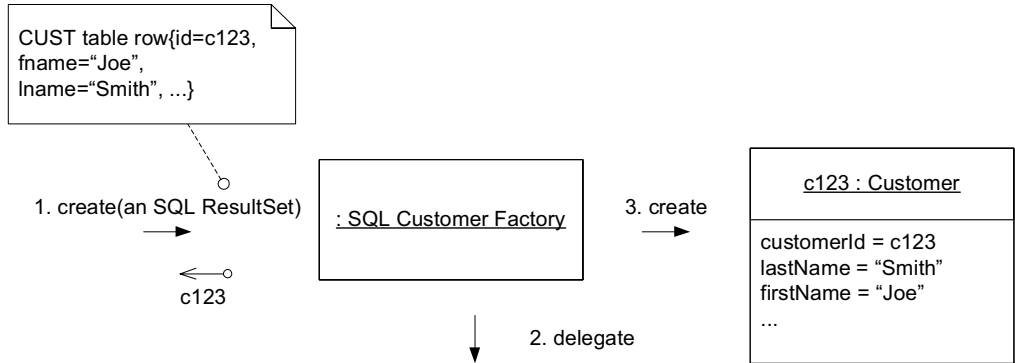 CUST table row{id=c123,
fname=“Joe”,
lname=“Smith”, ...}
1. create(an SQL ResultSet)
c123
: SQL Customer Factory
2. delegate
3. create
c123 : Customer
customerId = c123
lastName = “Smith”
firstName = “Joe”
...